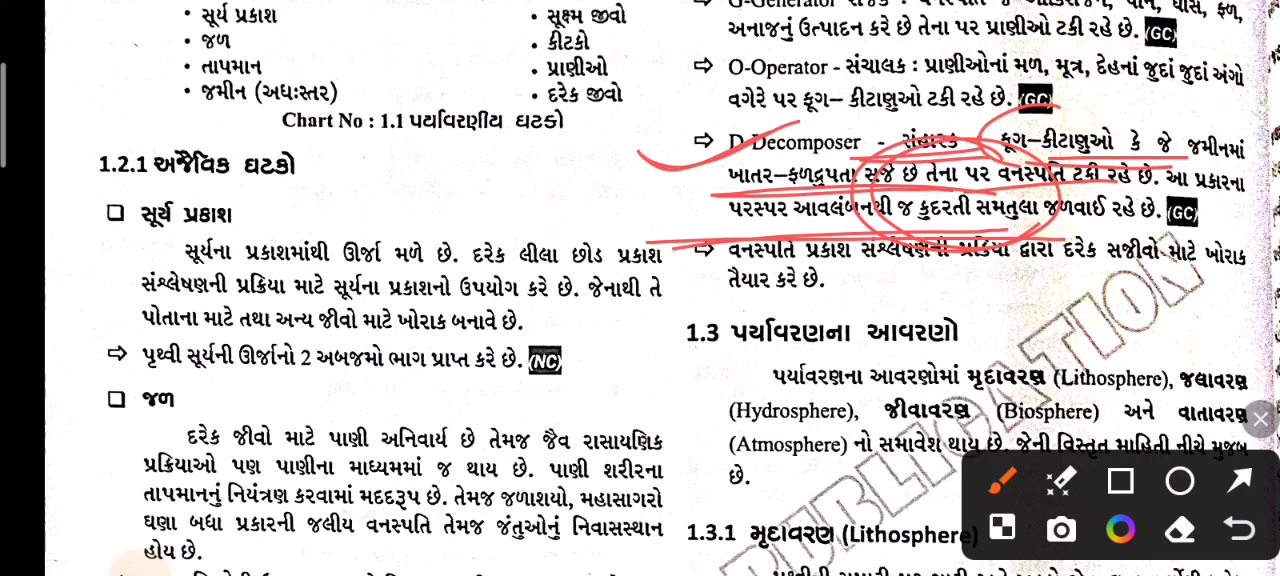 • સૂર્ય પ્રકાશ
• જળ
• તાપમાન
• જમીન (અધઃસ્તર)
• સૂક્ષ્મ જીવો
• કીટકો
• પ્રાણીઓ
• દરેક જીવો
Chart No : 1.1 પર્યાવરણીય ઘટકો
1.2.1 અજૈવિક ઘટકો
❑ સૂર્ય પ્રકાશ
સૂર્યના પ્રકાશમાંથી ઊર્જા મળે છે. દરેક લીલા છોડ પ્રકાશ
સંશ્લેષણની પ્રક્રિયા માટે સૂર્યના પ્રકાશનો ઉપયોગ કરે છે. જેનાથી તે
પોતાના માટે તથા અન્ય જીવો માટે ખોરાક બનાવે છે.
⇨ પૃથ્વી સૂર્યની ઊર્જાનો 2 અબજમો ભાગ પ્રાપ્ત કરે છે. (NC)
❑ જળ
દરેક જીવો માટે પાણી અનિવાર્ય છે તેમજ જૈવ રાસાયણિક
પ્રક્રિયાઓ પણ પાણીના માધ્યમમાં જ થાય છે. પાણી શરીરના
તાપમાનનું નિયંત્રણ કરવામાં મદદરૂપ છે. તેમજ જળાશયો, મહાસાગરો
ઘણા બધા પ્રકારની જલીય વનસ્પતિ તેમજ જંતુઓનું નિવાસસ્થાન
હોય છે.
અનાજનું ઉત્પાદન કરે છે તેના પર પ્રાણીઓ ટકી રહે છે. (GC)
⇨ O-Operator - સંચાલક : પ્રાણીઓનાં મળ, મૂત્ર, દેહનાં જુદાં જુદાં અંગો
વગેરે પર ફૂગ– કીટાણુઓ ટકી રહે છે. (GC)
⇨ D-Decomposer - સંહારક – ફૂગ–કીટાણુઓ કે જે જમીનમાં
ખાતર–ફળદ્રુપતા સર્જે છે તેના પર વનસ્પતિ ટકી રહે છે. આ પ્રકારના
પરસ્પર આવલંબનથી જ કુદરતી સમતુલા જળવાઈ રહે છે. (GC)
⇨ વનસ્પતિ પ્રકાશ સંશ્લેષણની પ્રક્રિયા દ્વારા દરેક સજીવો માટે ખોરાક
તૈયાર કરે છે.
1.3 પર્યાવરણના આવરણો
પર્યાવરણના આવરણોમાં મૃદાવરણ (Lithosphere), જલાવરણ
(Hydrosphere), જીવાવરણ (Biosphere) અને વાતાવરણ
(Atmosphere) નો સમાવેશ થાય છે. જેની વિસ્તૃત માહિતી નીચે મુજબ
છે.
1.3.1 મૃદાવરણ (Lithosphere)
PUBLICATION